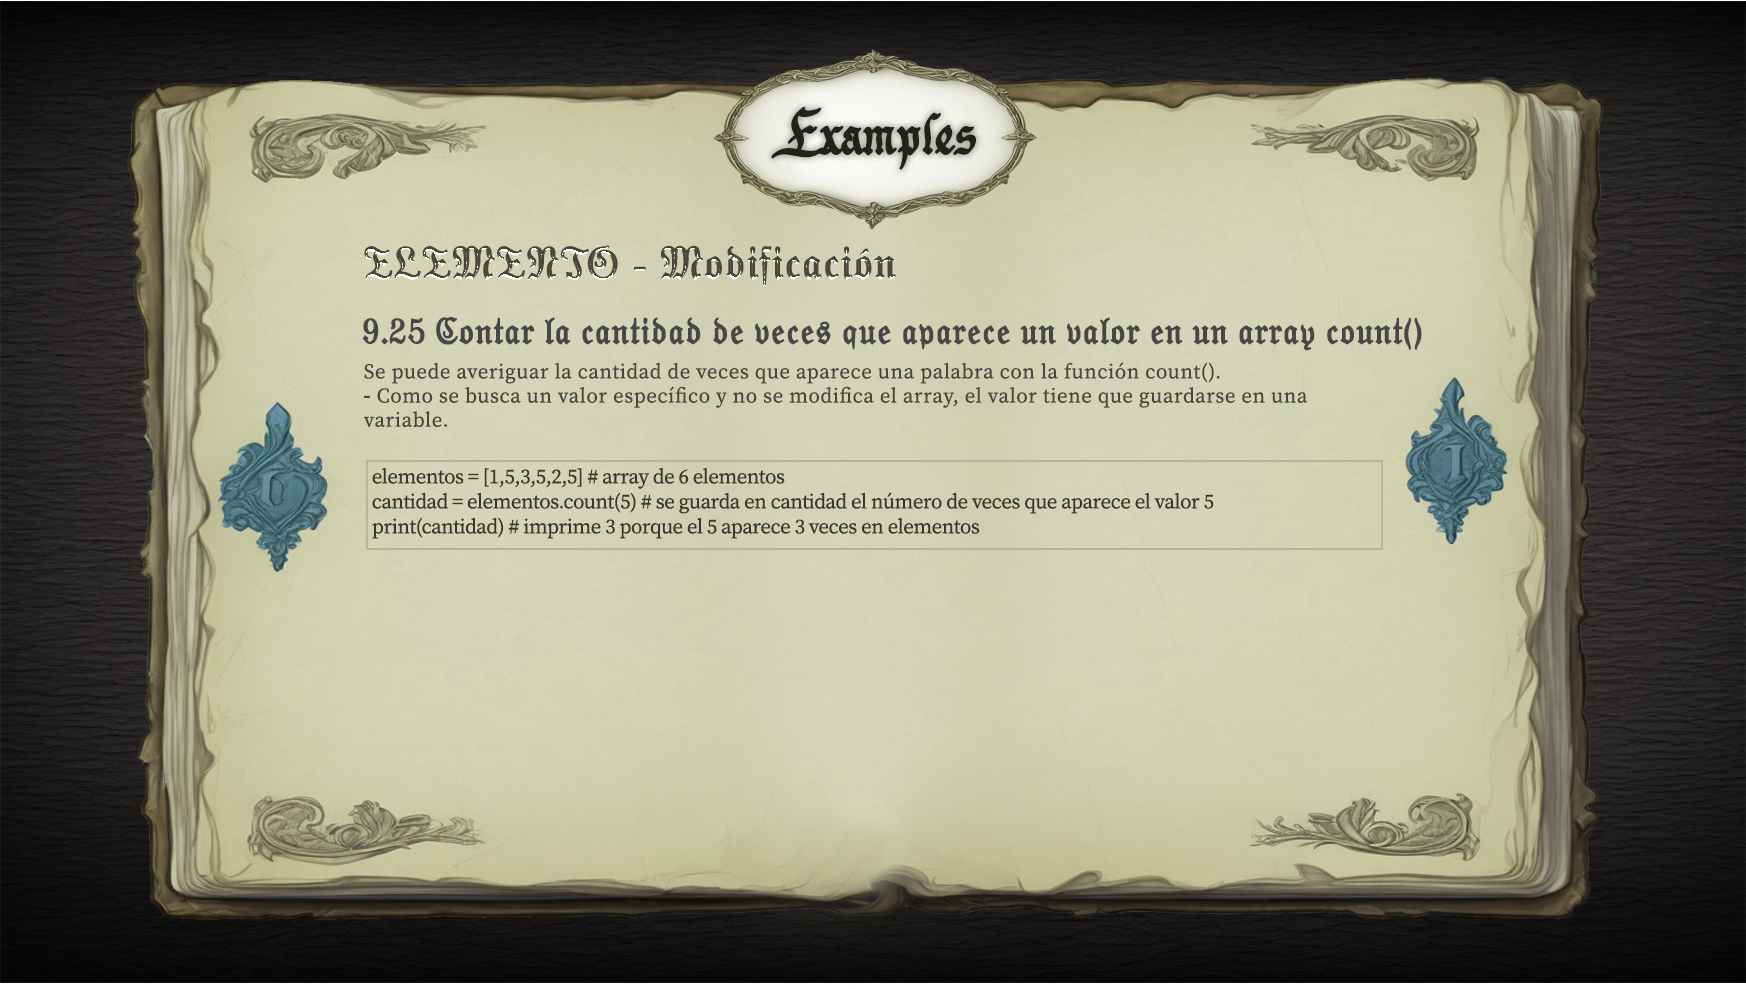 Examples
ELEMENTO - Modificación
9.25 Contar la cantidad de veces que aparece un valor en un array count()
Se puede averiguar la cantidad de veces que aparece una palabra con la función count().
- Como se busca un valor específico y no se modifica el array, el valor tiene que guardarse en una
variable.
elementos = [1,5,3,5,2,5] # array de 6 elementos
cantidad = elementos.count(5) # se guarda en cantidad el número de veces que aparece el valor 5
print(cantidad) # imprime 3 porque el 5 aparece 3 veces en elementos